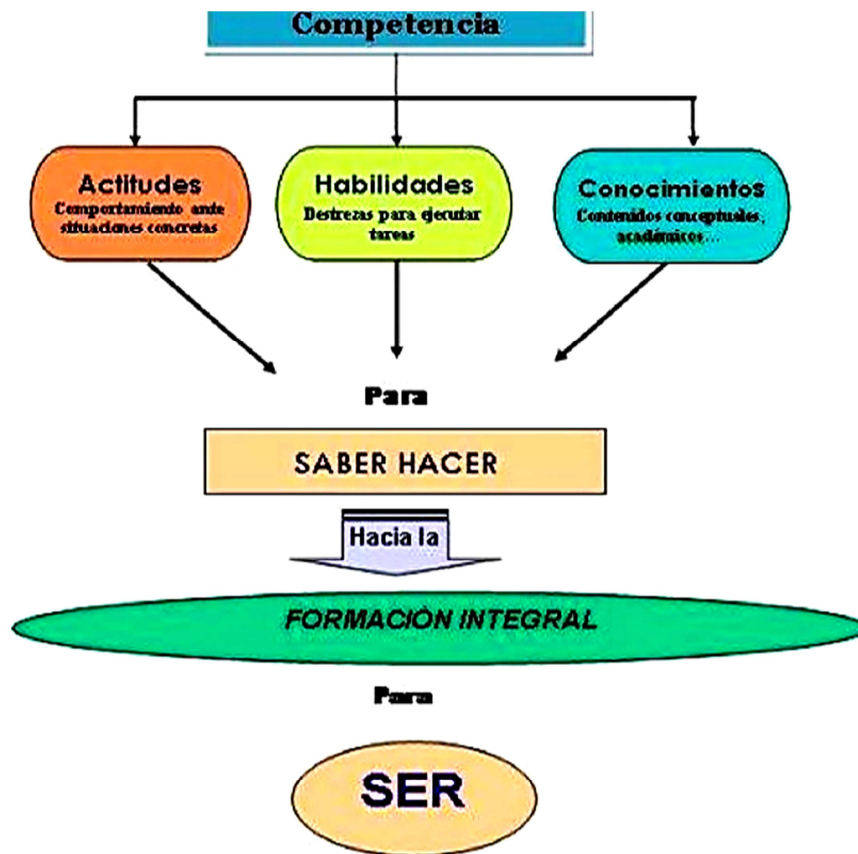 Competencia
Actitudes
Comportamiento ante
situaciones concretas
Habilidades
Destrezas para ejecutar
tareas
Conocimientos
Contenidos conceptuales,
académicos...
Para
SABER HACER
Hacia la
FORMACIÓN INTEGRAL
Para
SER